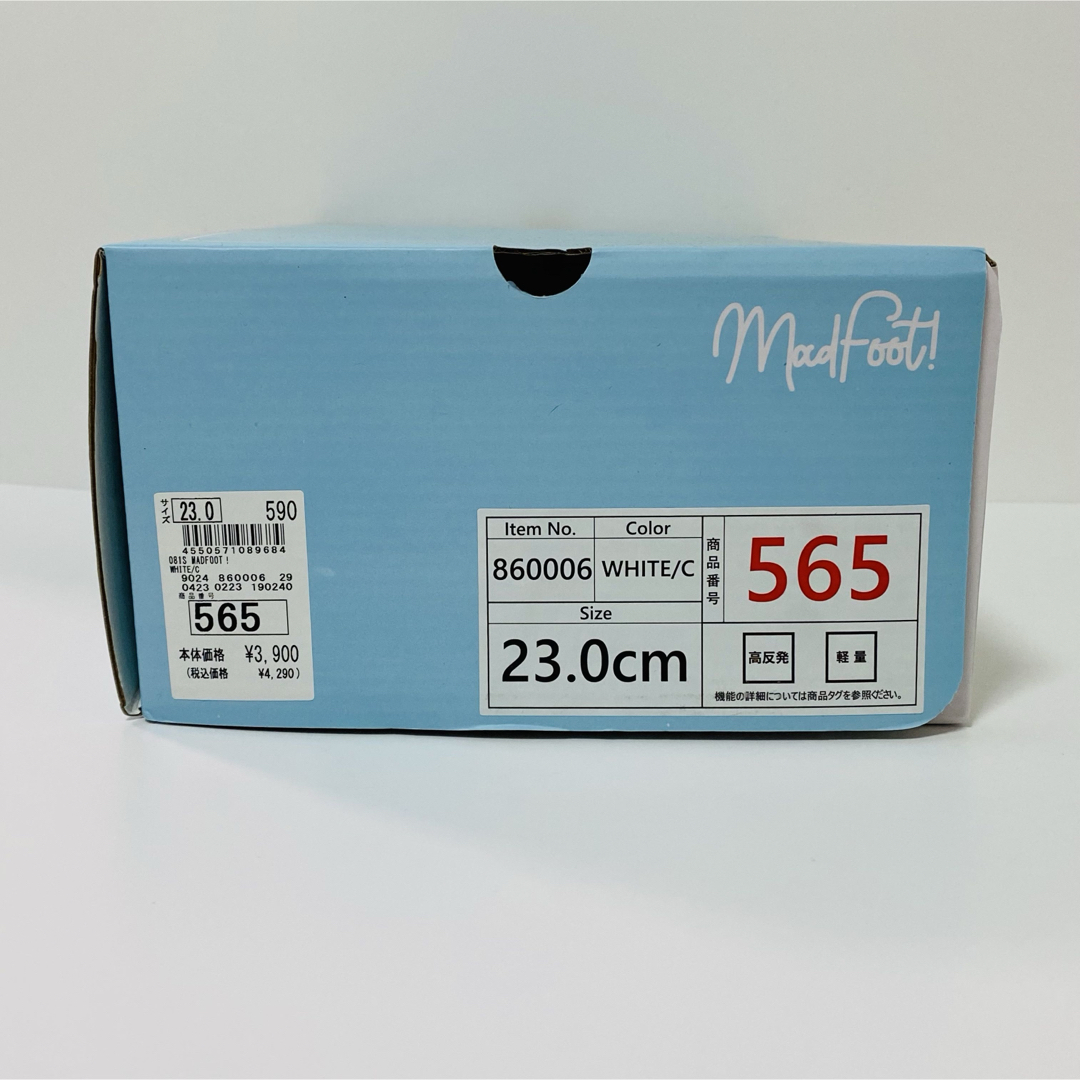 MadFoot!
サイズ 23.0 590
4550571089684
081S MADFOOT!
WHITE/C
9024 860006 29
0423 0223 190240
商品番号
565
本体価格 ¥3,900
(税込価格 ¥4,290)
Item No. Color
860006 WHITE/C
Size
23.0cm
商品番号
565
高反発 軽量
機能の詳細については商品タグを参照ください。